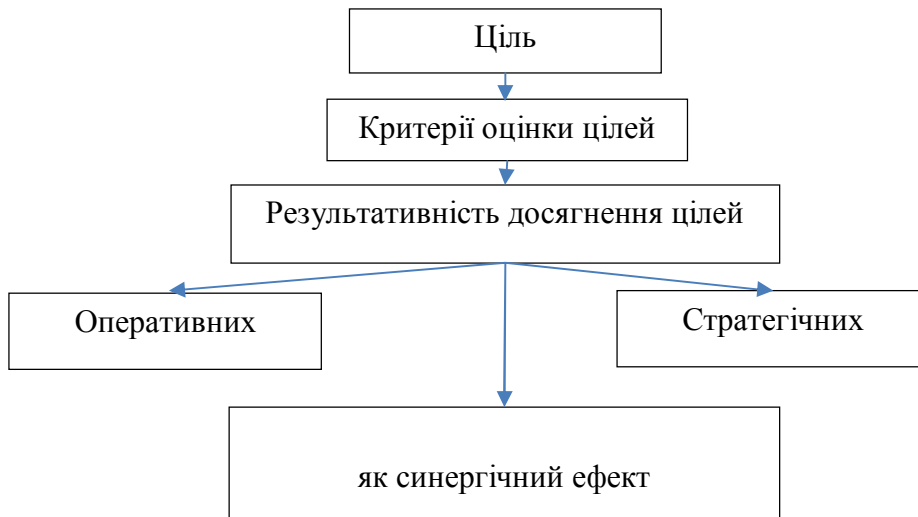 Ціль
Критерії оцінки цілей
Результативність досягнення цілей
Оперативних
Стратегічних
як синергічний ефект